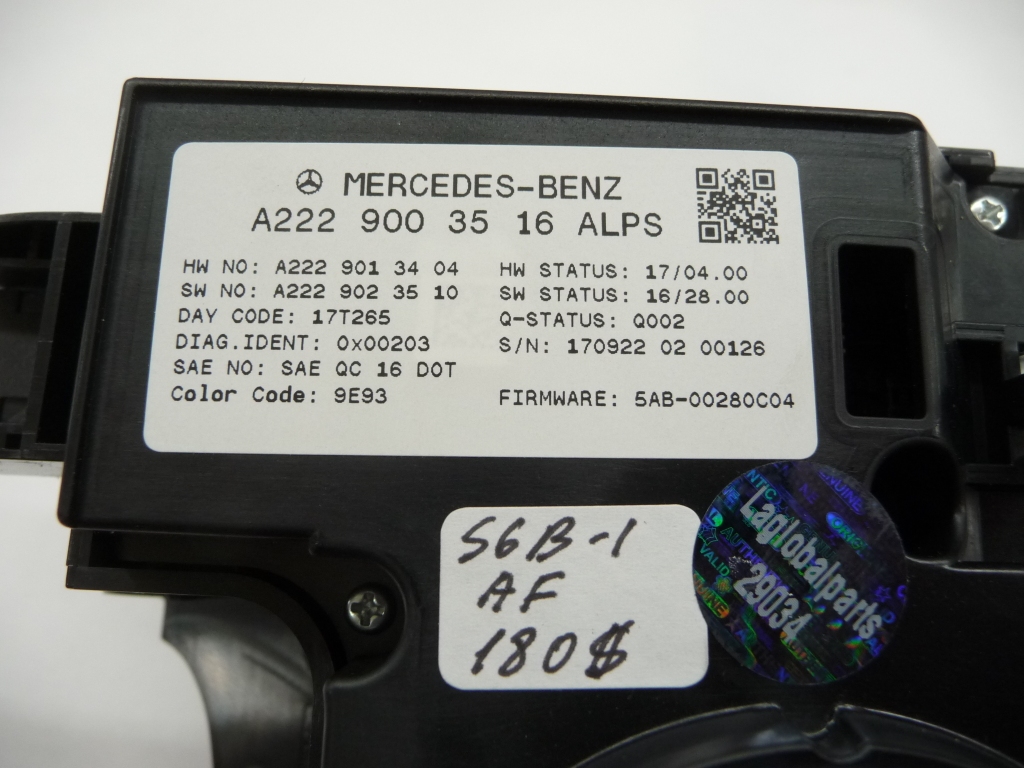 MERCEDES-BENZ
A222 900 35 16 ALPS
HW NO: A222 901 34 04
SW NO: A222 902 35 10
DAY CODE: 17T265
DIAG.IDENT: 0x00203
SAE NO: SAE QC 16 DOT
Color Code: 9E93
HW STATUS: 17/04.00
SW STATUS: 16/28.00
Q-STATUS: Q002
S/N: 170922 02 00126
FIRMWARE: 5AB-00280C04
S6B-1
AF
180$
Laglobalparts
29034
VALID